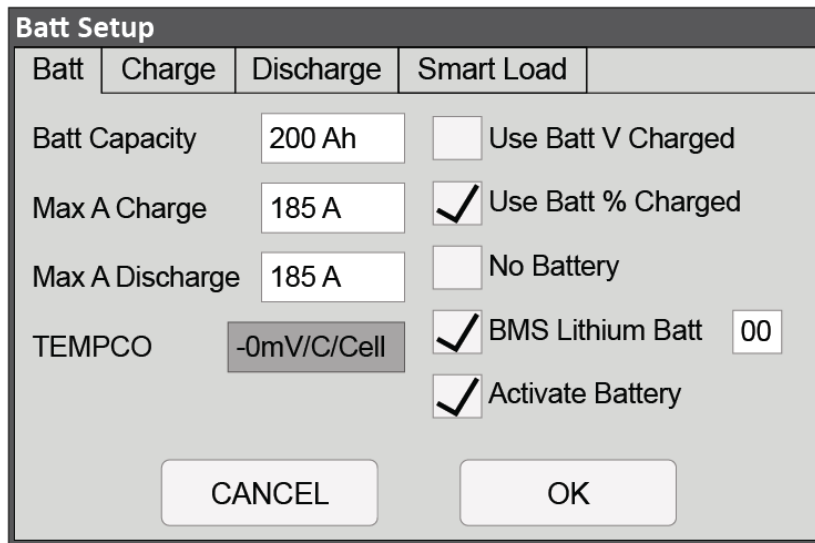 Batt Setup
Batt Charge Discharge Smart Load
Batt Capacity 200 Ah Use Batt V Charged
Max A Charge 185 A Use Batt % Charged
Max A Discharge 185 A No Battery
TEMPCO -0mV/C/Cell BMS Lithium Batt 00
Activate Battery
CANCEL OK